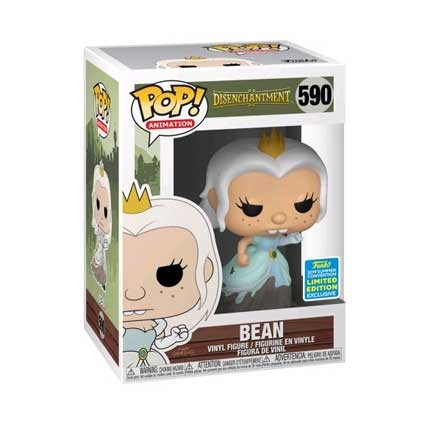 POP!
ANIMATION
DISENCHANTMENT
590
Funko
2019 SUMMER
CONVENTION
LIMITED
EDITION
EXCLUSIVE
BEAN
VINYL FIGURE / FIGURINE EN VINYLE
FIGURA DE VINIL